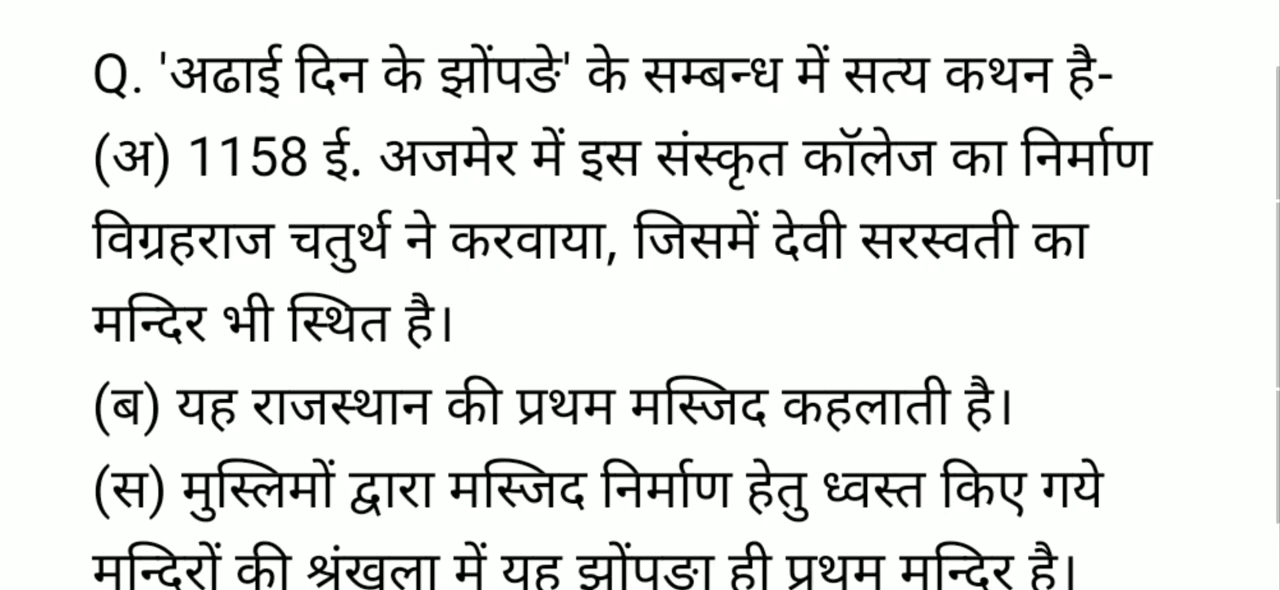 Q. 'अढाई दिन के झोंपडे' के सम्बन्ध में सत्य कथन है-
(अ) 1158 ई. अजमेर में इस संस्कृत कॉलेज का निर्माण
विग्रहराज चतुर्थ ने करवाया, जिसमें देवी सरस्वती का
मन्दिर भी स्थित है।
(ब) यह राजस्थान की प्रथम मस्जिद कहलाती है।
(स) मुस्लिमों द्वारा मस्जिद निर्माण हेतु ध्वस्त किए गये
मन्दिरों की श्रंखला में यह झोंपडा ही प्रथम मन्दिर है।